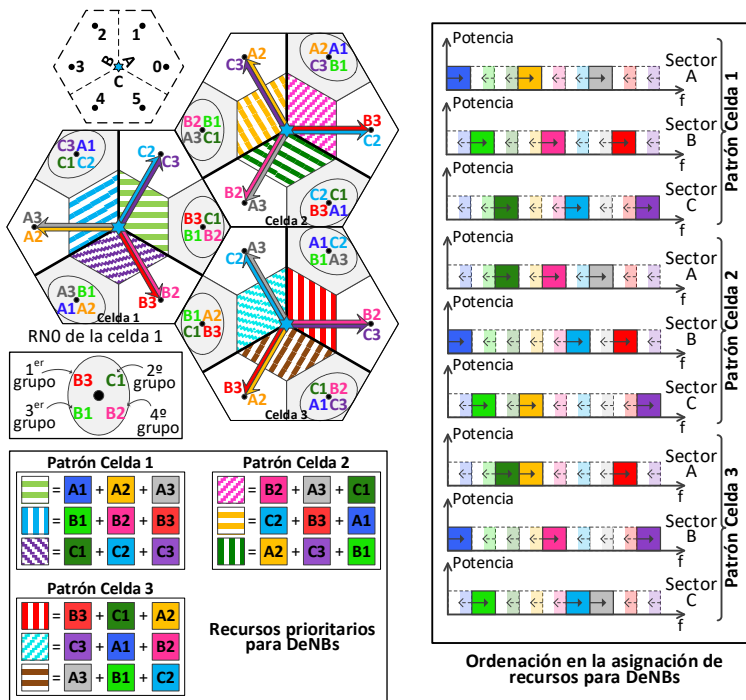 2
1
B
A
3
0
C
4
5
A2
C3
A2 A1
C3 B1
B2 B1
A3 C1
B3
C2
B2
A3
C2 C1
B3 A1
Celda 2
C3 A1
C1 C2
C2
C3
A3
A2
B3 C1
B1 B2
A3 B1
A1 A2
B2
B3
Celda 1
C2
A3
A1 C2
B1 A3
B1 A2
C1 B3
B2
C3
B3
A2
C1 B2
A1 C3
Celda 3
RN0 de la celda 1
1er
grupo
B3
C1
2º
grupo
3er
grupo
B1
B2
4º
grupo
Patrón Celda 1
= A1 + A2 + A3
= B1 + B2 + B3
= C1 + C2 + C3
Patrón Celda 2
= B2 + A3 + C1
= C2 + B3 + A1
= A2 + C3 + B1
Patrón Celda 3
= B3 + C1 + A2
= C3 + A1 + B2
= A3 + B1 + C2
Recursos prioritarios
para DeNBs
Potencia
Sector
A
f
Potencia
Sector
B
f
Potencia
Sector
C
f
Patrón Celda 1
Potencia
Sector
A
f
Potencia
Sector
B
f
Potencia
Sector
C
f
Patrón Celda 2
Potencia
Sector
A
f
Potencia
Sector
B
f
Potencia
Sector
C
f
Patrón Celda 3
Ordenación en la asignación de
recursos para DeNBs